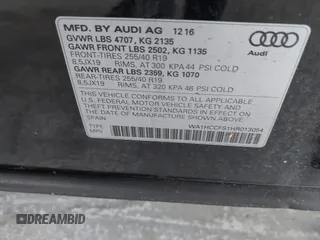 MFD. BY AUDI AG 12 16
GVWR LBS 4707, KG 2135
GAWR FRONT LBS 2502, KG 1135
FRONT-TIRES 255/40 R19
8.5JX19 RIMS, AT 300 KPA 44 PSI COLD
GAWR REAR LBS 2359, KG 1070
REAR-TIRES 255/40 R19
8.5JX19 RIMS, AT 320 KPA 46 PSI COLD
THIS VEHICLE CONFORMS TO ALL APPLICABLE
U.S. FEDERAL MOTOR VEHICLE SAFETY
BUMPER AND THEFT PREVENTION
STANDARDS IN EFFECT ON THE DATE OF
MANUFACTURE SHOWN ABOVE.
WA1HCCFS1HR013054
TYPE:
MPV
Audi
DREAMBID